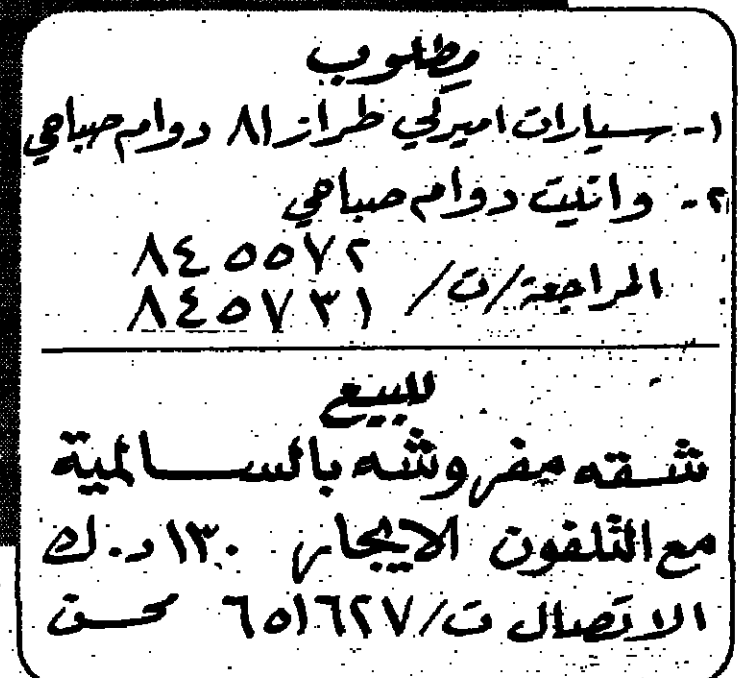 مطلوب
١- سيارات اميركي طراز ٨١ دوام صباحي
٢- وانيت دوام صباحي
المراجعة/ت/ ٨٤٥٥٧٢
٨٤٥٧٣١
للبيع
شقه مفروشه بالسالمية
مع التلفون الايجار ١٣٠ د.ك
الاتصال ت/٦٥١٦٢٧ محسن